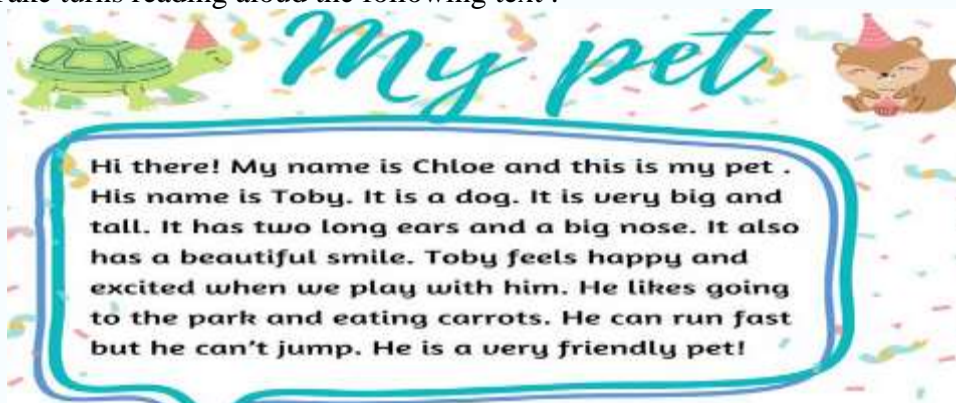 Take turns reading aloud the following text .
My pet
Hi there! My name is Chloe and this is my pet .
His name is Toby. It is a dog. It is very big and
tall. It has two long ears and a big nose. It also
has a beautiful smile. Toby feels happy and
excited when we play with him. He likes going
to the park and eating carrots. He can run fast
but he can't jump. He is a very friendly pet!